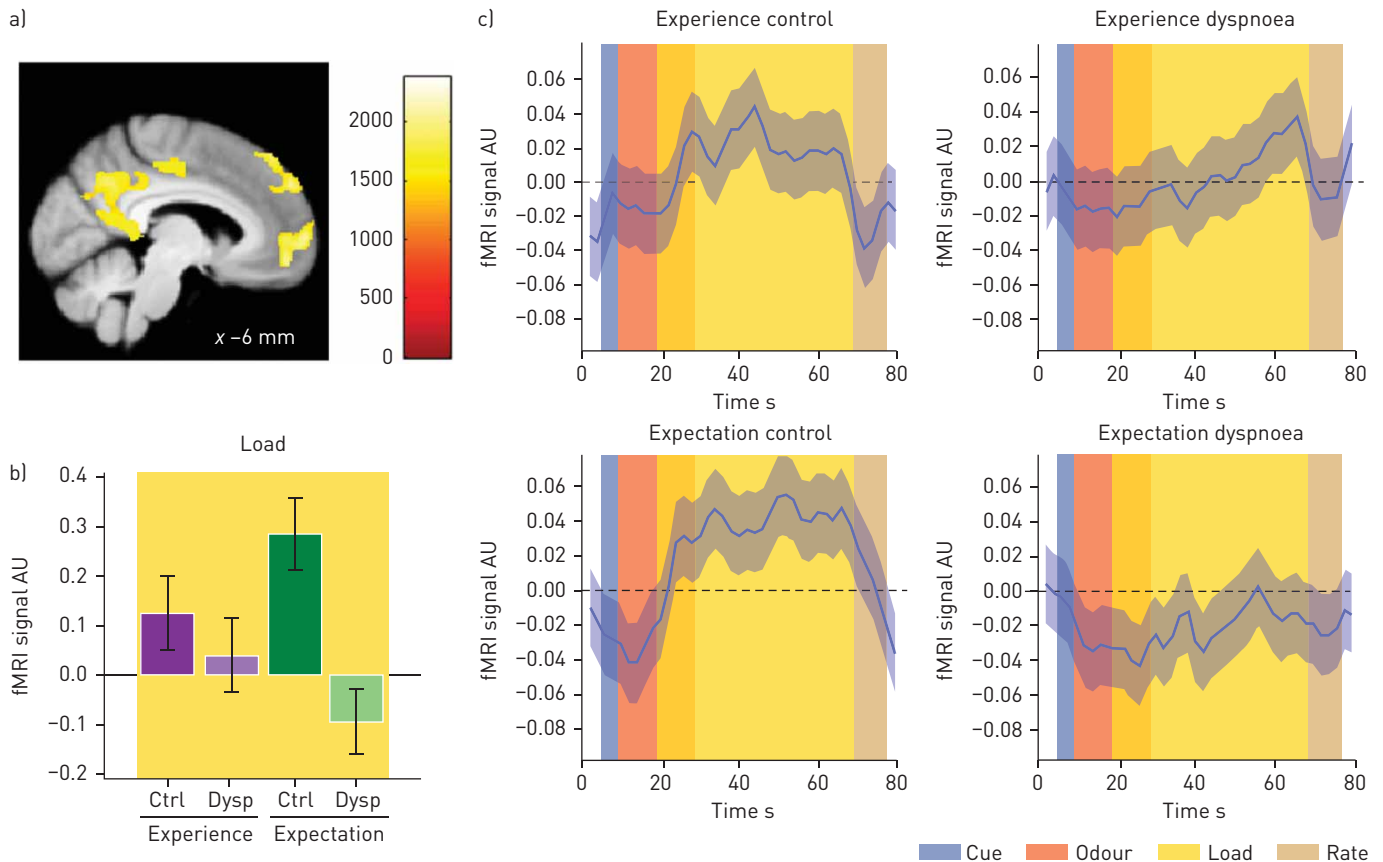 a)
2000
1500
1000
500
0
x –6 mm
b)
Load
fMRI signal AU
0.4
0.3
0.2
0.1
0.0
–0.1
–0.2
Ctrl Dysp Ctrl Dysp
Experience Expectation
c)
Experience control
fMRI signal AU
0.06
0.04
0.02
0.00
–0.02
–0.04
–0.06
–0.08
0 20 40 60 80
Time s
Experience dyspnoea
fMRI signal AU
0.06
0.04
0.02
0.00
–0.02
–0.04
–0.06
–0.08
0 20 40 60 80
Time s
Expectation control
fMRI signal AU
0.06
0.04
0.02
0.00
–0.02
–0.04
–0.06
–0.08
0 20 40 60 80
Time s
Expectation dyspnoea
fMRI signal AU
0.06
0.04
0.02
0.00
–0.02
–0.04
–0.06
–0.08
0 20 40 60 80
Time s
Cue Odour Load Rate